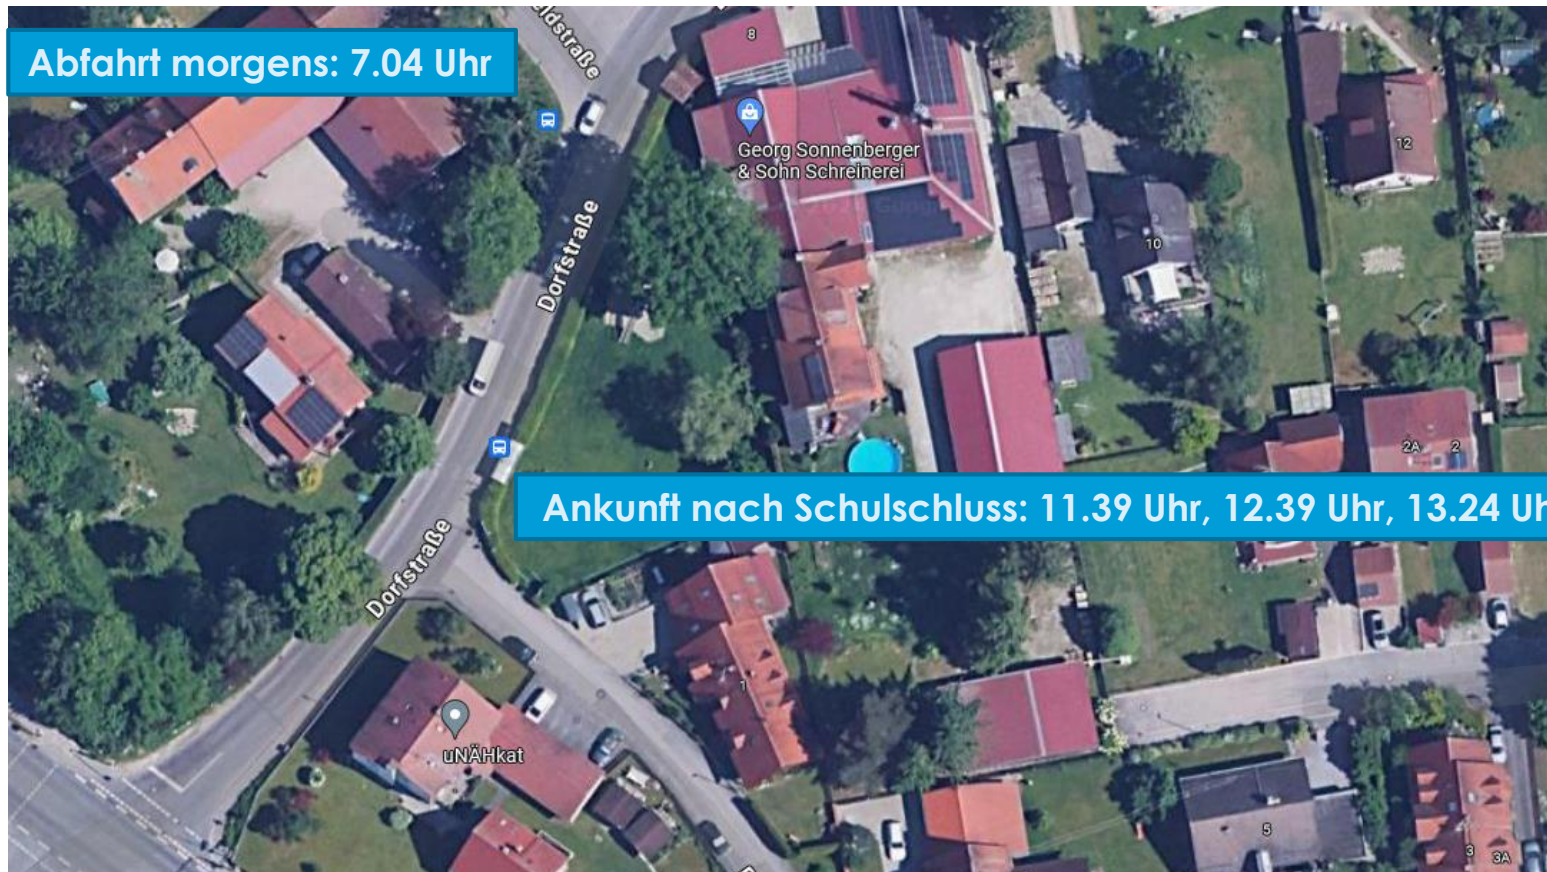 Abfahrt morgens: 7.04 Uhr
ldstraße
8
Georg Sonnenberger
& Sohn Schreinerei
12
Dorfstraße
10
2A
2
Ankunft nach Schulschluss: 11.39 Uhr, 12.39 Uhr, 13.24 Uh
Dorfstraße
1
uNÄHkat
5
3
3A